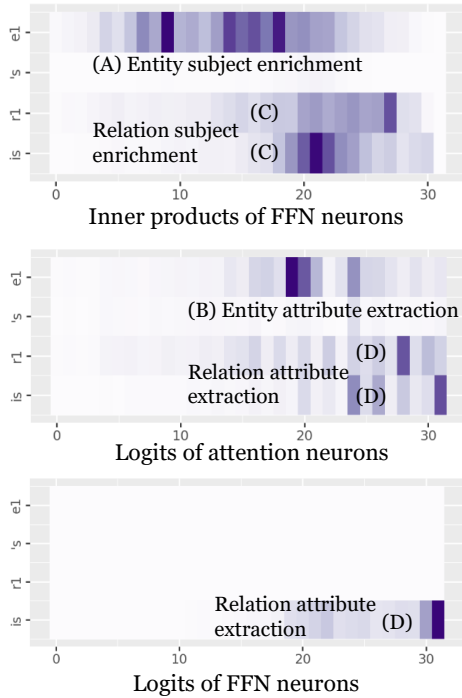 e1
(A) Entity subject enrichment
's
r1
(C)
Relation subject
enrichment
is
(C)
0 10 20 30
Inner products of FFN neurons
e1
's
(B) Entity attribute extraction
r1
(D)
Relation attribute
extraction
is
(D)
0 10 20 30
Logits of attention neurons
e1
's
r1
is
Relation attribute
extraction
(D)
0 10 20 30
Logits of FFN neurons